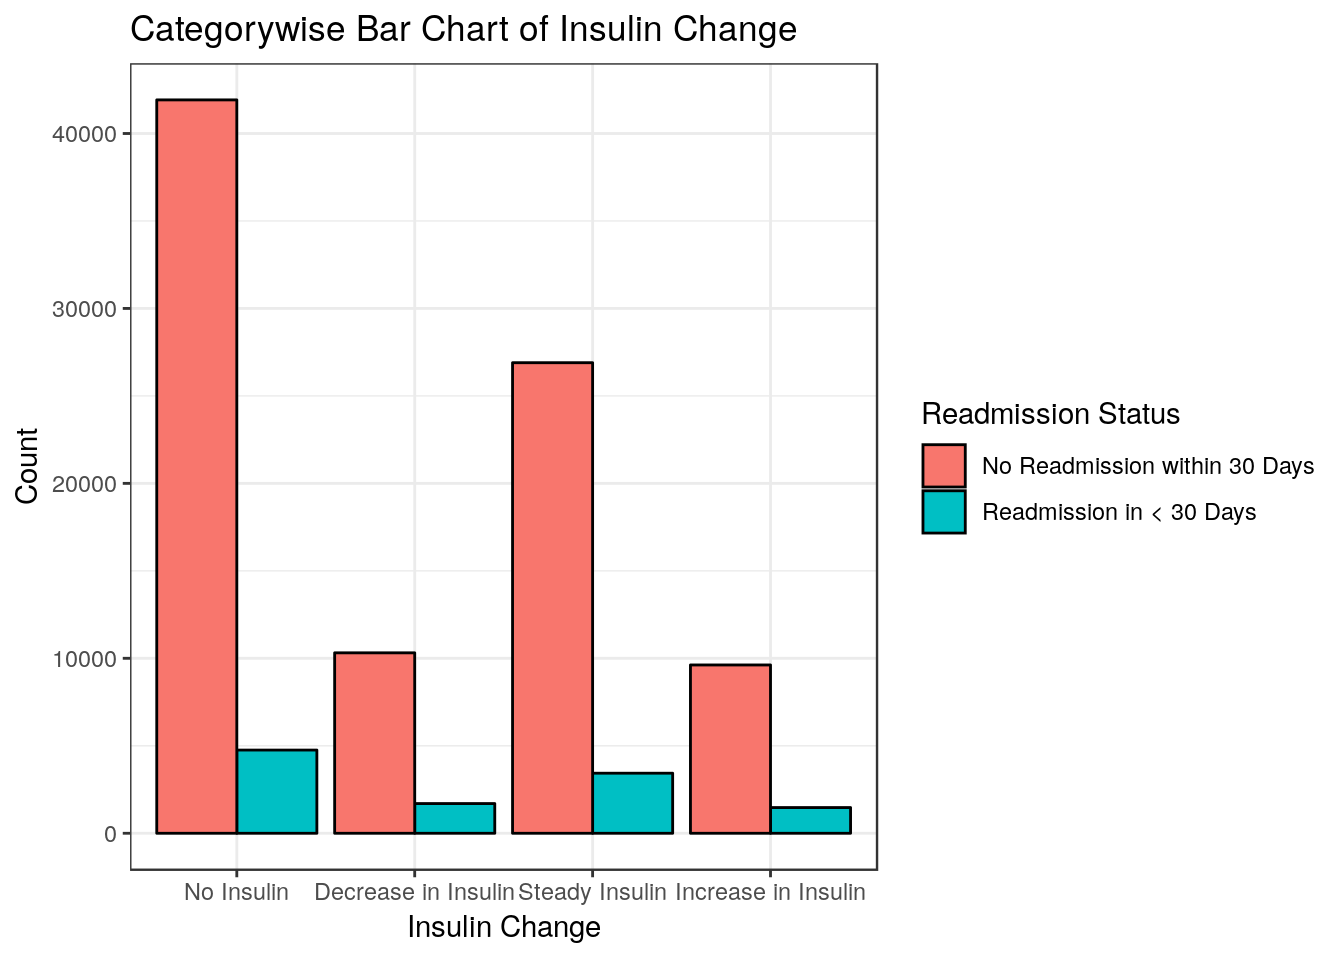 Categorywise Bar Chart of Insulin Change
40000
30000
20000
10000
0
Count
No Insulin Decrease in Insulin Steady Insulin Increase in Insulin
Insulin Change
Readmission Status
No Readmission within 30 Days
Readmission in < 30 Days